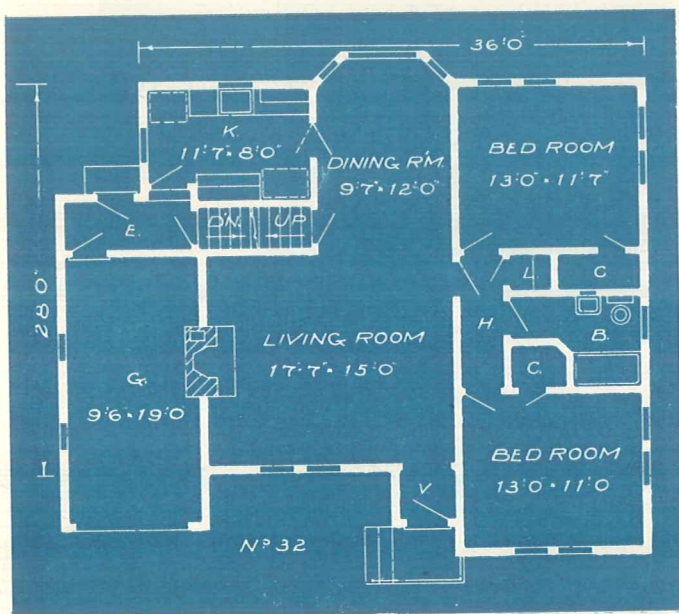 36'-0"
K.
11'-7" × 8'-0"
DINING R'M.
9'-7" × 12'-0"
BED ROOM
13'-0" × 11'-7"
E.
DN.
UP
L.
C.
28'-0"
H.
B.
LIVING ROOM
17'-7" × 15'-0"
C.
G.
9'-6" × 19'-0"
BED ROOM
13'-0" × 11'-0
V.
Nº 32